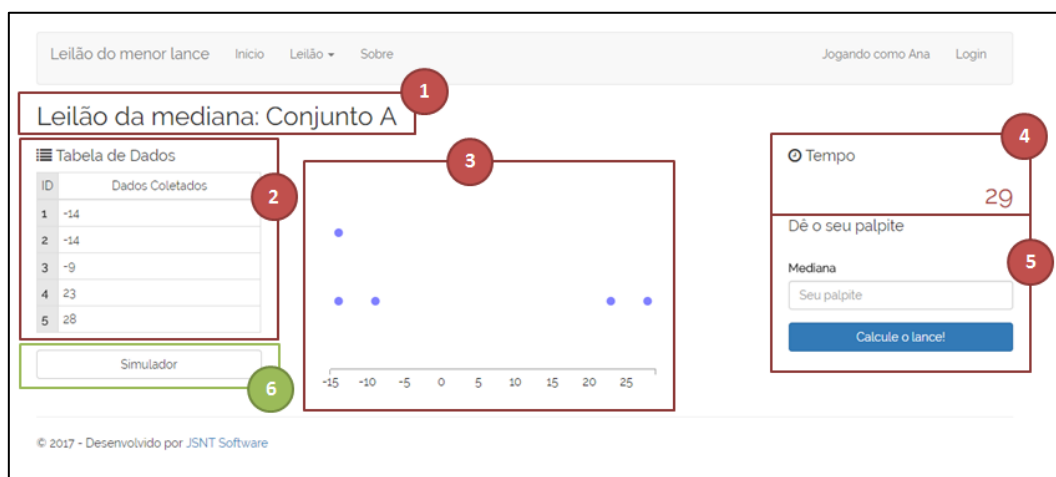 Leilão do menor lance Início Leilão Sobre Jogando como Ana Login
1
Leilão da mediana: Conjunto A
Tabela de Dados
ID Dados Coletados
1 -14
2 -14
3 -9
4 23
5 28
2
Simulador
6
3
-15 -10 -5 0 5 10 15 20 25
4
Tempo
29
Dê o seu palpite
5
Mediana
Seu palpite
Calcule o lance!
© 2017 - Desenvolvido por JSNT Software